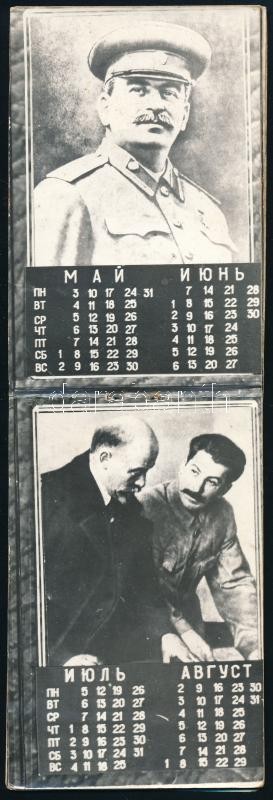 МАЙ ИЮНЬ
ПН 3 10 17 24 31 7 14 21 28
ВТ 4 11 18 25 1 8 15 22 29
СР 5 12 19 26 2 9 16 23 30
ЧТ 6 13 20 27 3 10 17 24
ПТ 7 14 21 28 4 11 18 25
СБ 1 8 15 22 29 5 12 19 26
ВС 2 9 16 23 30 6 13 20 27
ИЮЛЬ АВГУСТ
ПН 5 12 19 26 2 9 16 23 30
ВТ 6 13 20 27 3 10 17 24 31
СР 7 14 21 28 4 11 18 25
ЧТ 1 8 15 22 29 5 12 19 26
ПТ 2 9 16 23 30 6 13 20 27
СБ 3 10 17 24 31 7 14 21 28
ВС 4 11 18 25 1 8 15 22 29